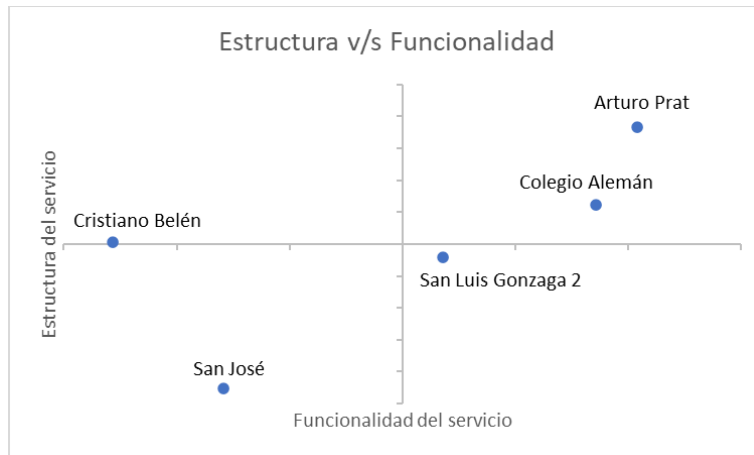 Estructura v/s Funcionalidad
Arturo Prat
Colegio Alemán
Cristiano Belén
Estructura del servicio
San Luis Gonzaga 2
San José
Funcionalidad del servicio